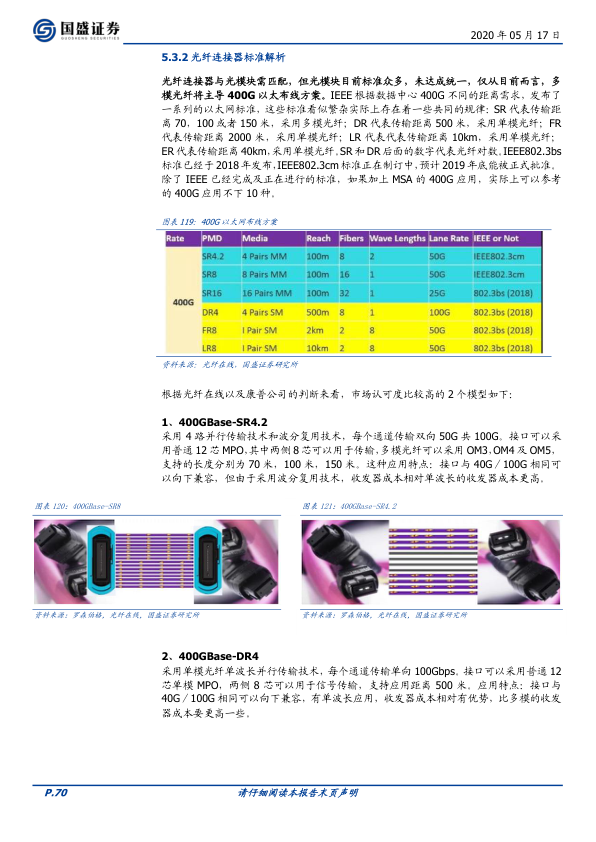 国盛证券
GUOSHENG SECURITIES
2020 年 05 月 17 日
5.3.2 光纤连接器标准解析
光纤连接器与光模块需匹配，但光模块目前标准众多，未达成统一，仅从目前而言，多
模光纤将主导 400G 以太布线方案。IEEE 根据数据中心 400G 不同的距离需求，发布了
一系列的以太网标准，这些标准看似繁杂实际上存在着一些共同的规律：SR 代表传输距
离 70，100 或者 150 米，采用多模光纤；DR 代表传输距离 500 米，采用单模光纤；FR
代表传输距离 2000 米，采用单模光纤；LR 代表代表传输距离 10km，采用单模光纤；
ER 代表传输距离 40km，采用单模光纤。SR 和 DR 后面的数字代表光纤对数。IEEE802.3bs
标准已经于 2018 年发布，IEEE802.3cm 标准正在制订中，预计 2019 年底能被正式批准。
除了 IEEE 已经完成及正在进行的标准，如果加上 MSA 的 400G 应用，实际上可以参考
的 400G 应用不下 10 种。
图表 119：400G 以太网布线方案
Rate PMD Media Reach Fibers Wave Lengths Lane Rate IEEE or Not
SR4.2 4 Pairs MM 100m 8 2 50G IEEE802.3cm
SR8 8 Pairs MM 100m 16 1 50G IEEE802.3cm
SR16 16 Pairs MM 100m 32 1 25G 802.3bs (2018)
400G
DR4 4 Pairs SM 500m 8 1 100G 802.3bs (2018)
FR8 I Pair SM 2km 2 8 50G 802.3bs (2018)
LR8 I Pair SM 10km 2 8 50G 802.3bs (2018)
资料来源：光纤在线，国盛证券研究所
根据光纤在线以及康普公司的判断来看，市场认可度比较高的 2 个模型如下：
1、400GBase-SR4.2
采用 4 路并行传输技术和波分复用技术，每个通道传输双向 50G 共 100G。接口可以采
用普通 12 芯 MPO，其中两侧 8 芯可以用于传输，多模光纤可以采用 OM3，OM4 及 OM5，
支持的长度分别为 70 米，100 米，150 米。这种应用特点：接口与 40G／100G 相同可
以向下兼容，但由于采用波分复用技术，收发器成本相对单波长的收发器成本更高。
图表 120：400GBase-SR8
图表 121：400GBase-SR4.2
资料来源：罗森伯格，光纤在线，国盛证券研究所
资料来源：罗森伯格，光纤在线，国盛证券研究所
2、400GBase-DR4
采用单模光纤单波长并行传输技术，每个通道传输单向 100Gbps。接口可以采用普通 12
芯单模 MPO，两侧 8 芯可以用于信号传输，支持应用距离 500 米。应用特点：接口与
40G／100G 相同可以向下兼容，有单波长应用，收发器成本相对有优势，比多模的收发
器成本要更高一些。
P.70
请仔细阅读本报告末页声明